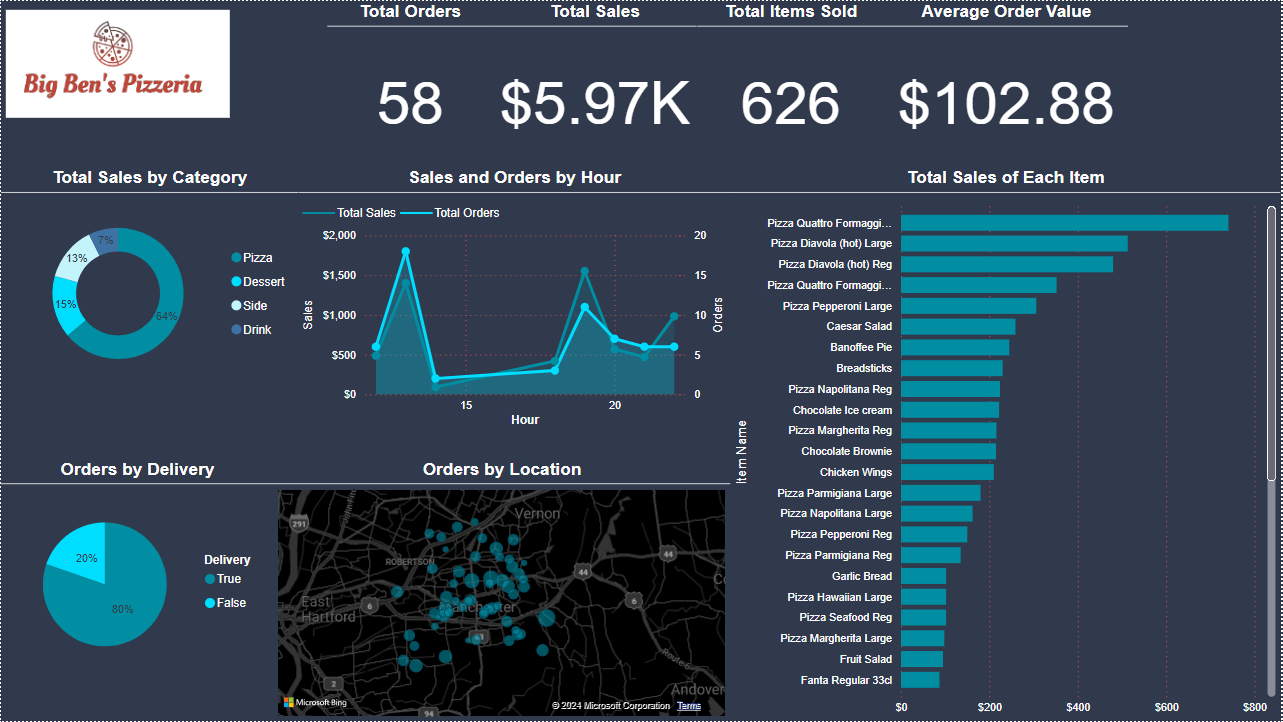 Big Ben's Pizzeria
Total Orders
58
Total Sales
$5.97K
Total Items Sold
626
Average Order Value
$102.88
Total Sales by Category
7%
13%
15%
64%
Pizza
Dessert
Side
Drink
Sales and Orders by Hour
Total Sales
Total Orders
$2,000
$1,500
$1,000
$500
$0
Sales
20
15
10
5
0
Orders
15
20
Hour
Total Sales of Each Item
Item Name
Pizza Quattro Formaggi…
Pizza Diavola (hot) Large
Pizza Diavola (hot) Reg
Pizza Quattro Formaggi…
Pizza Pepperoni Large
Caesar Salad
Banoffee Pie
Breadsticks
Pizza Napolitana Reg
Chocolate Ice cream
Pizza Margherita Reg
Chocolate Brownie
Chicken Wings
Pizza Parmigiana Large
Pizza Napolitana Large
Pizza Pepperoni Reg
Pizza Parmigiana Reg
Garlic Bread
Pizza Hawaiian Large
Pizza Seafood Reg
Pizza Margherita Large
Fruit Salad
Fanta Regular 33cl
$0
$200
$400
$600
$800
Orders by Delivery
20%
80%
Delivery
True
False
Orders by Location
291
Vernon
ROBERTSON
44
44
East
Hartford
6
Manchester
6
2
94
Route 6
Andover
Microsoft Bing
© 2024 Microsoft Corporation
Terms